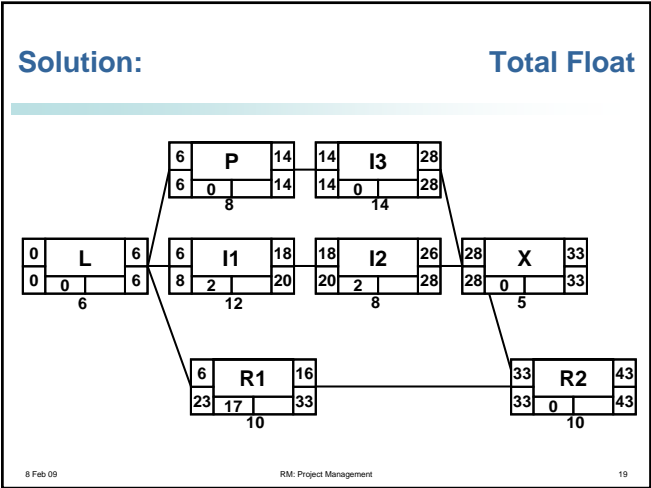 Solution: Total Float
6 P 14 14 I3 28
6 0 14 14 0 28
8 14
0 L 6 6 I1 18 18 I2 26 28 X 33
0 0 6 8 2 20 20 2 28 28 0 33
6 12 8 5
6 R1 16 33 R2 43
23 17 33 33 0 43
10 10
8 Feb 09 RM: Project Management 19